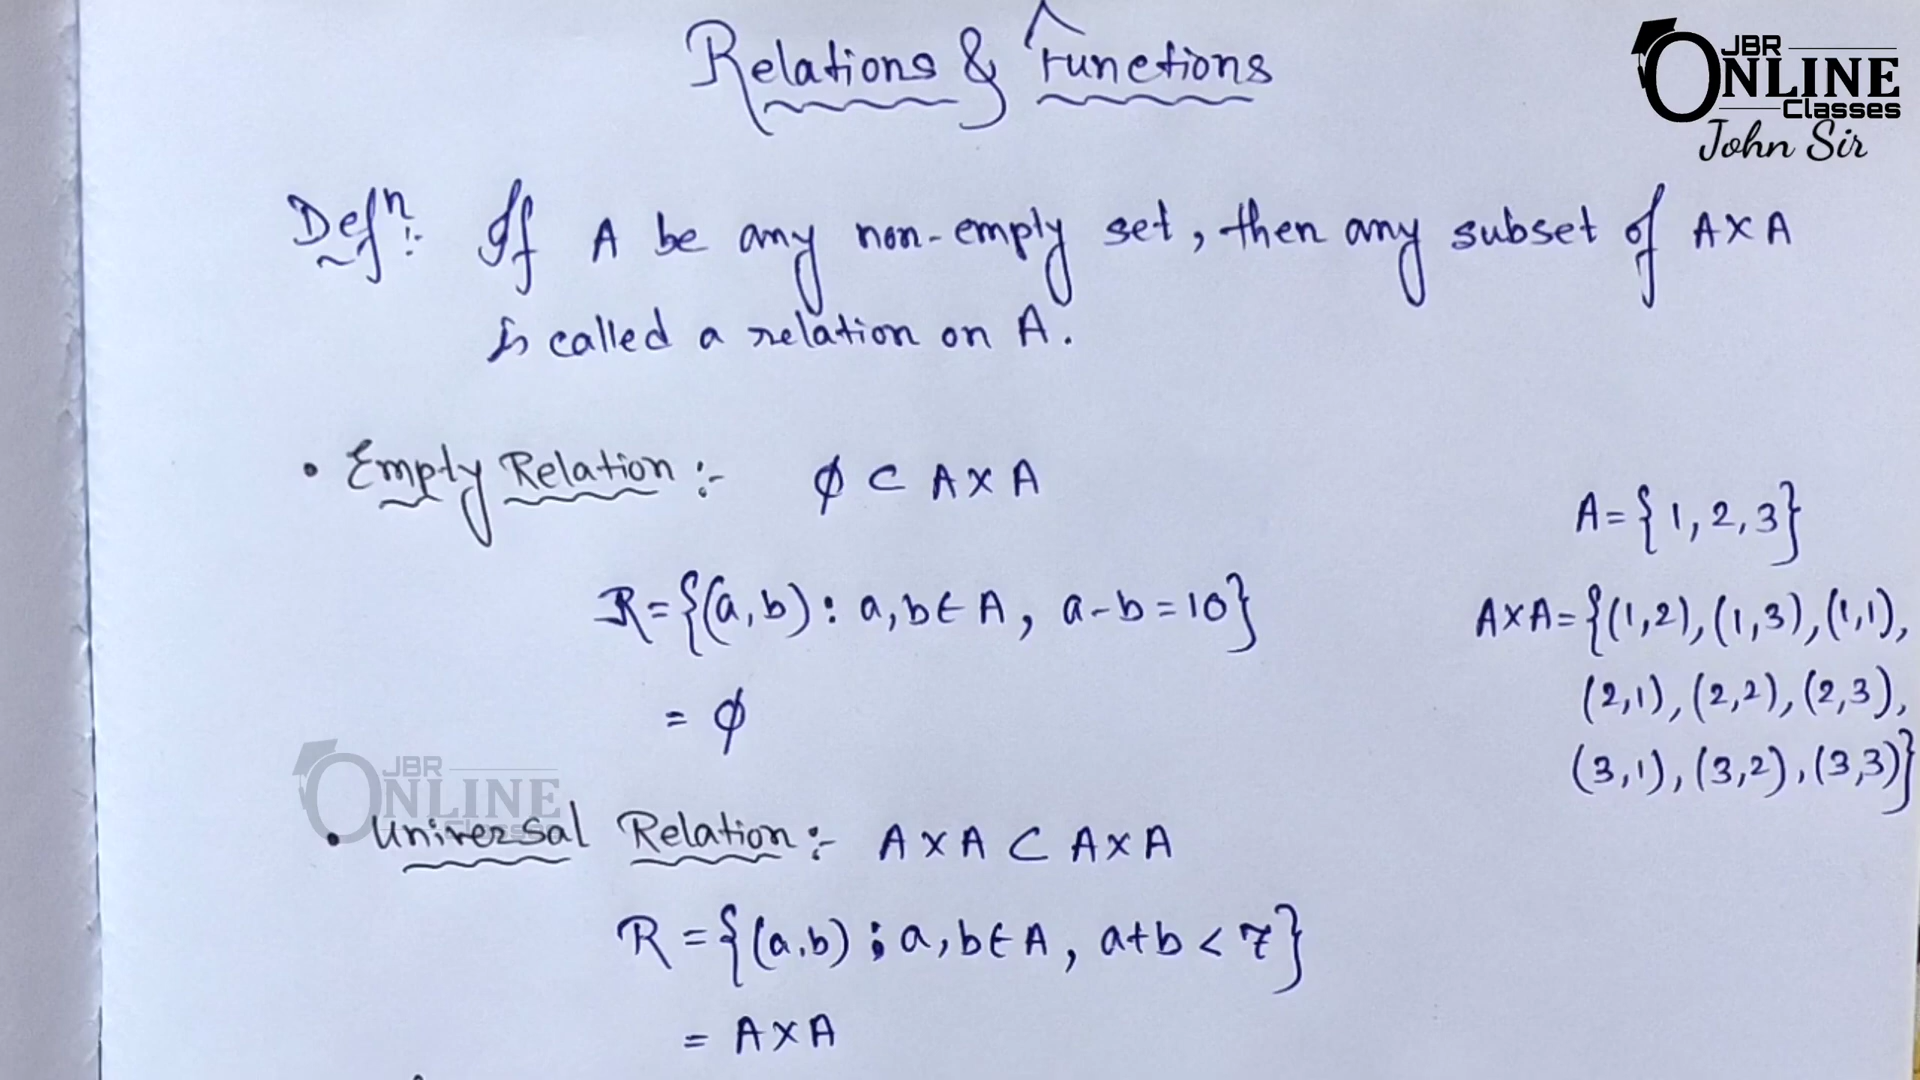 Relations & Functions
JBR
ONLINE
Classes
John Sir
Defⁿ:- If A be any non-empty set, then any subset of A×A
is called a relation on A.
• Empty Relation :- ϕ ⊂ A×A
A={1,2,3}
R={(a,b): a,b∈A, a-b=10}
= ϕ
A×A={(1,2),(1,3),(1,1),
(2,1),(2,2),(2,3),
(3,1),(3,2),(3,3)}
JBR
ONLINE
Classes
• Universal Relation :- A×A ⊂ A×A
R={(a,b): a,b∈A, a+b<7}
= A×A